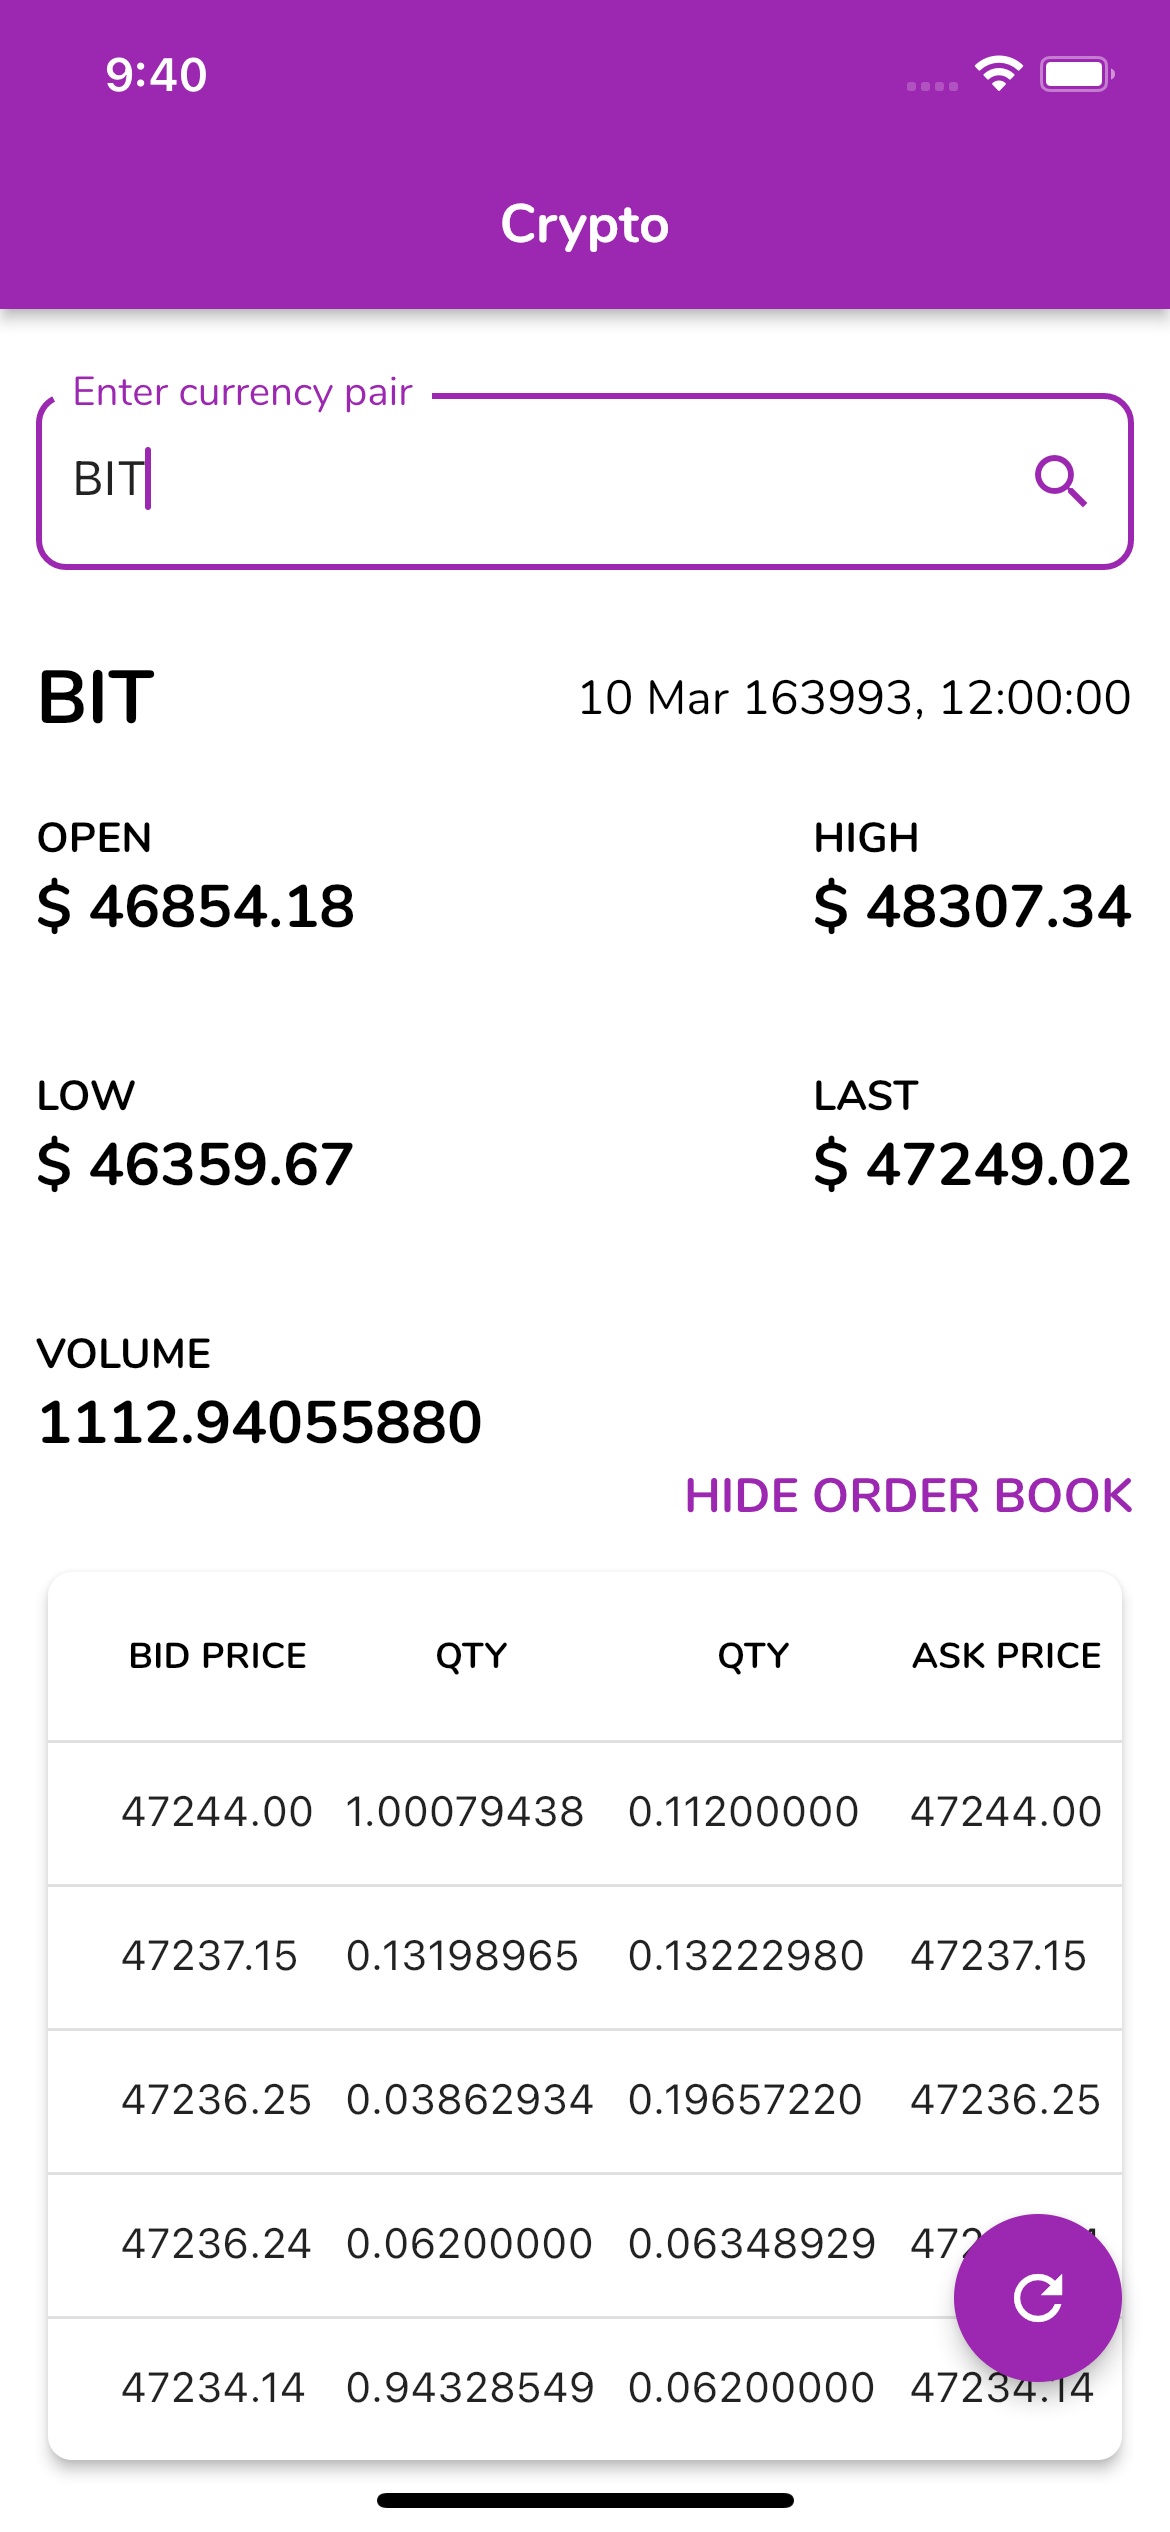 9:40
Crypto
Enter currency pair
BIT
BIT 10 Mar 163993, 12:00:00
OPEN HIGH
$ 46854.18 $ 48307.34
LOW LAST
$ 46359.67 $ 47249.02
VOLUME
1112.94055880
HIDE ORDER BOOK
BID PRICE QTY QTY ASK PRICE
47244.00 1.00079438 0.11200000 47244.00
47237.15 0.13198965 0.13222980 47237.15
47236.25 0.03862934 0.19657220 47236.25
47236.24 0.06200000 0.06348929
47234.14 0.94328549 0.06200000 47234.14